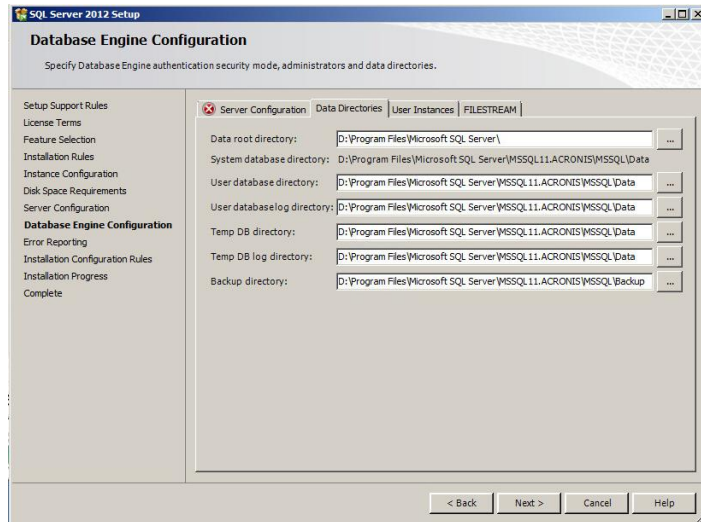 SQL Server 2012 Setup
Database Engine Configuration
Specify Database Engine authentication security mode, administrators and data directories.
Setup Support Rules
License Terms
Feature Selection
Installation Rules
Instance Configuration
Disk Space Requirements
Server Configuration
Database Engine Configuration
Error Reporting
Installation Configuration Rules
Installation Progress
Complete
Server Configuration Data Directories User Instances FILESTREAM
Data root directory: D:\Program Files\Microsoft SQL Server\ ...
System database directory: D:\Program Files\Microsoft SQL Server\MSSQL11.ACRONIS\MSSQL\Data
User database directory: D:\Program Files\Microsoft SQL Server\MSSQL11.ACRONIS\MSSQL\Data ...
User database log directory: D:\Program Files\Microsoft SQL Server\MSSQL11.ACRONIS\MSSQL\Data ...
Temp DB directory: D:\Program Files\Microsoft SQL Server\MSSQL11.ACRONIS\MSSQL\Data ...
Temp DB log directory: D:\Program Files\Microsoft SQL Server\MSSQL11.ACRONIS\MSSQL\Data ...
Backup directory: D:\Program Files\Microsoft SQL Server\MSSQL11.ACRONIS\MSSQL\Backup ...
< Back Next > Cancel Help